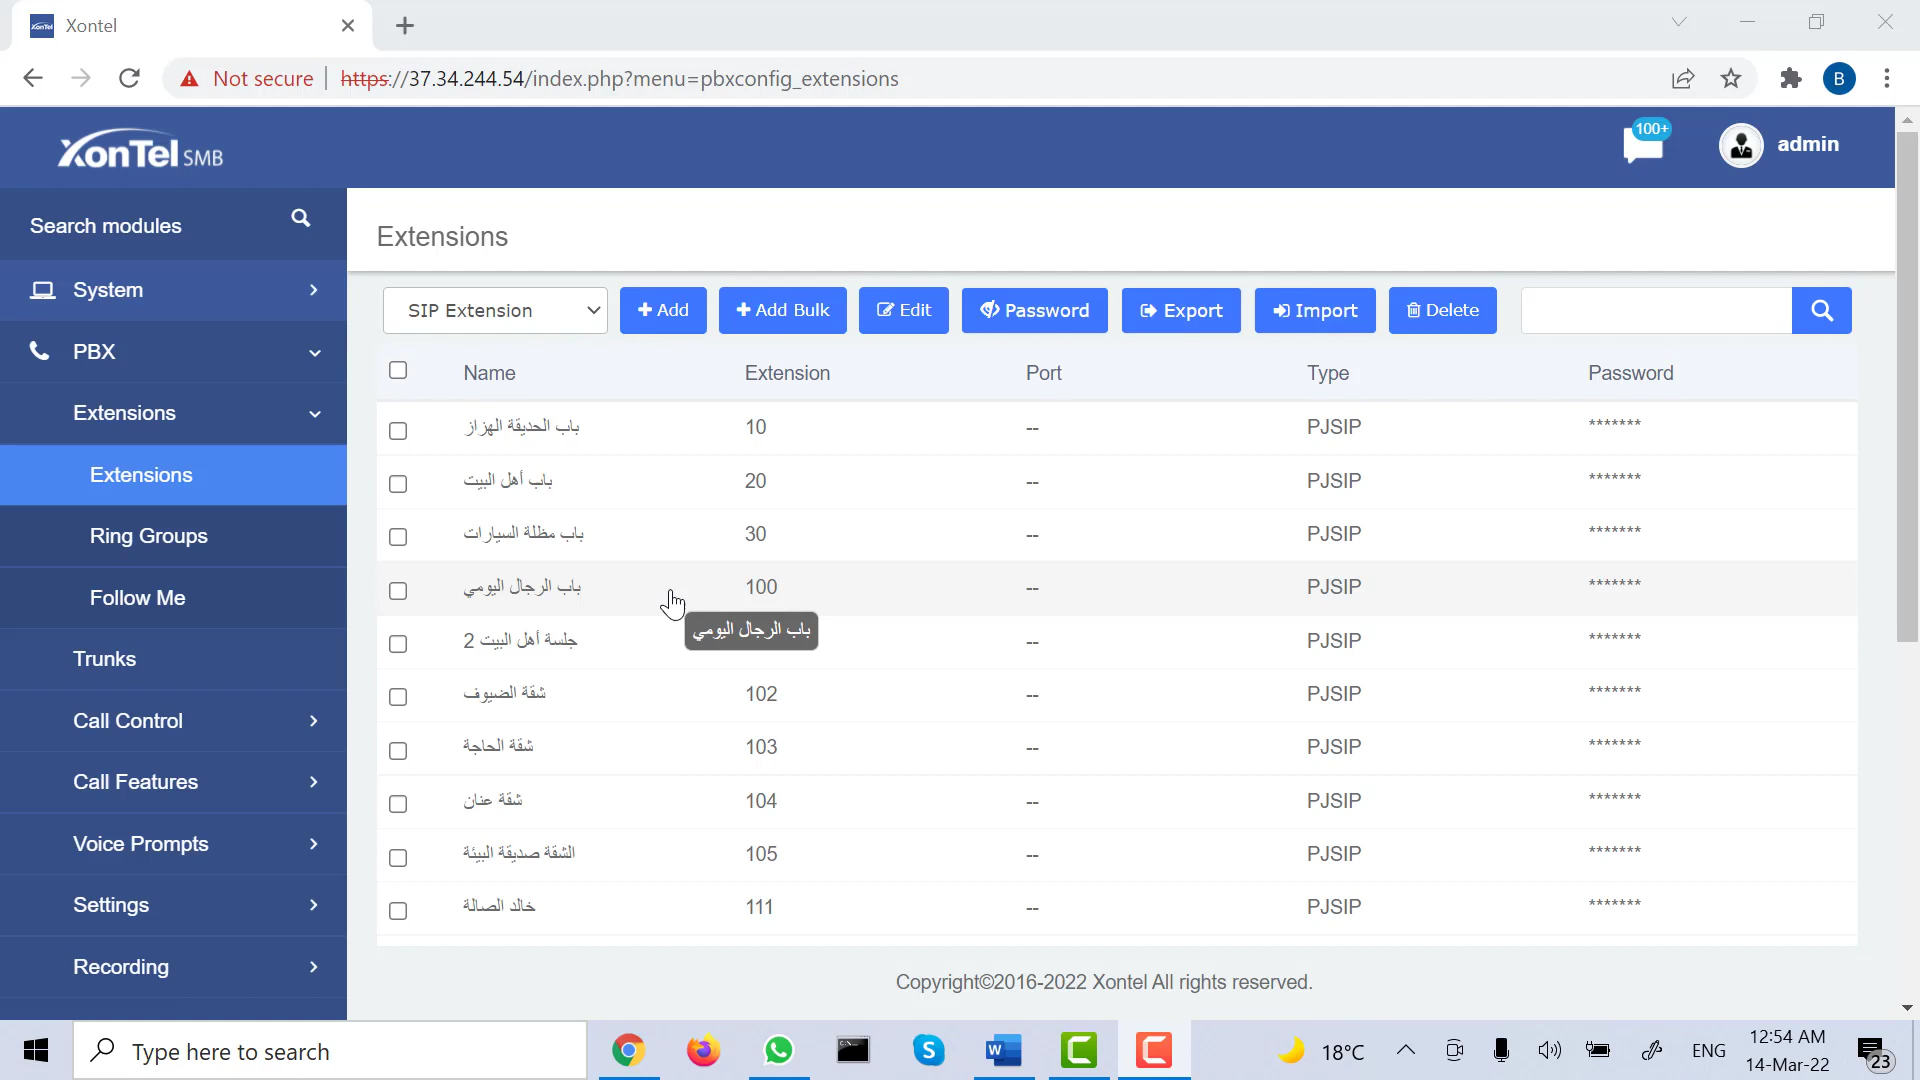 Xontel
Not secure https://37.34.244.54/index.php?menu=pbxconfig_extensions B
XonTel SMB 100+ admin
Search modules
System
PBX
Extensions
Extensions
Ring Groups
Follow Me
Trunks
Call Control
Call Features
Voice Prompts
Settings
Recording
Extensions
SIP Extension Add Add Bulk Edit Password Export Import Delete
Name Extension Port Type Password
باب الحديقة الهزاز 10 -- PJSIP *******
باب أهل البيت 20 -- PJSIP *******
باب مظلة السيارات 30 -- PJSIP *******
باب الرجال اليومي 100 -- PJSIP *******
باب الرجال اليومي
جلسة أهل البيت 2 -- PJSIP *******
شقة الضيوف 102 -- PJSIP *******
شقة الحاجة 103 -- PJSIP *******
شقة عنان 104 -- PJSIP *******
الشقة صديقة البيئة 105 -- PJSIP *******
خالد الصالة 111 -- PJSIP *******
Copyright©2016-2022 Xontel All rights reserved.
Type here to search 18°C ENG 12:54 AM
14-Mar-22 23